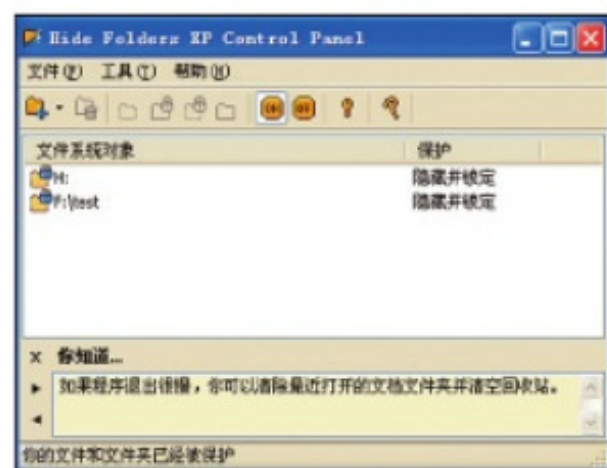 Hide Folders XP Control Panel
文件(F) 工具(T) 帮助(H)
文件系统对象 保护
H: 隐藏并锁定
F:\test 隐藏并锁定
你知道...
如果程序退出很慢，你可以清除最近打开的文档文件夹并清空回收站。
你的文件和文件夹已经被保护